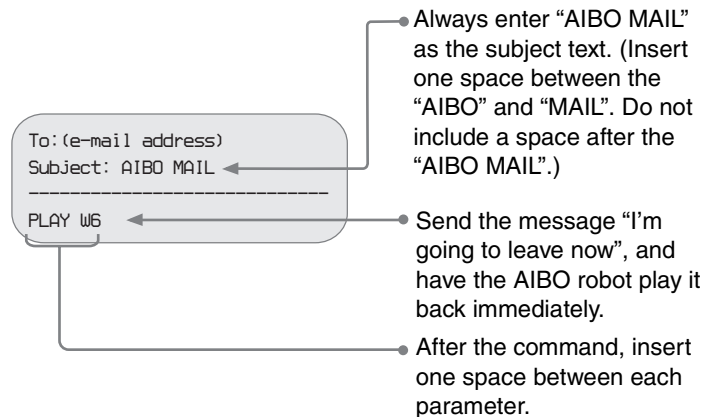 To:(e-mail address)
Subject: AIBO MAIL
------------------------------
PLAY W6
Always enter “AIBO MAIL”
as the subject text. (Insert
one space between the
“AIBO” and “MAIL”. Do not
include a space after the
“AIBO MAIL”.)
Send the message “I’m
going to leave now”, and
have the AIBO robot play it
back immediately.
After the command, insert
one space between each
parameter.